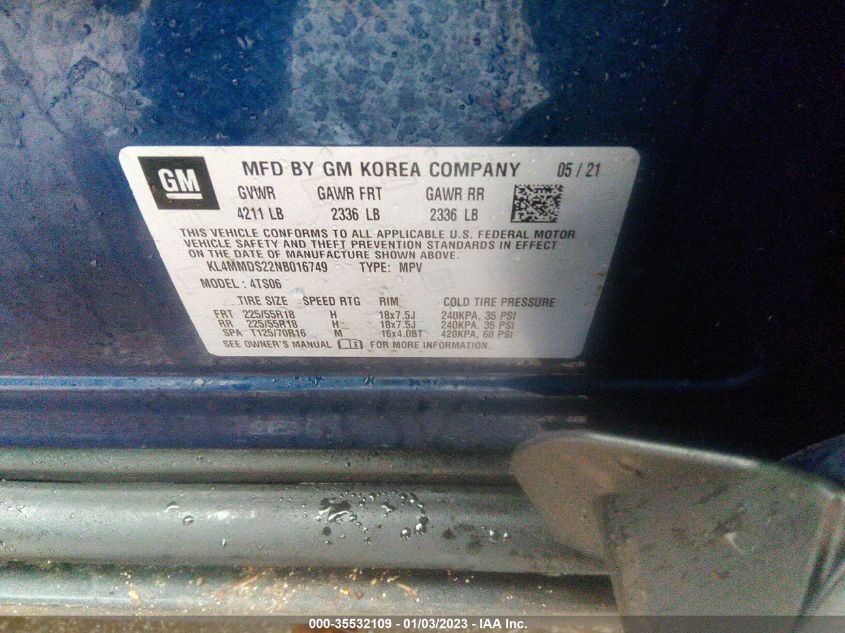 GM
MFD BY GM KOREA COMPANY 05 / 21
GVWR GAWR FRT GAWR RR
4211 LB 2336 LB 2336 LB
THIS VEHICLE CONFORMS TO ALL APPLICABLE U.S. FEDERAL MOTOR
VEHICLE SAFETY AND THEFT PREVENTION STANDARDS IN EFFECT
ON THE DATE OF MANUFACTURE SHOWN ABOVE.
KL4MMDS22NB016749 TYPE: MPV
MODEL : 4TS06
TIRE SIZE SPEED RTG RIM COLD TIRE PRESSURE
FRT 225/55R18 H 18x7.5J 240KPA, 35 PSI
RR 225/55R18 H 18x7.5J 240KPA, 35 PSI
SPA T125/70R16 M 16x4.0BT 420KPA, 60 PSI
SEE OWNER'S MANUAL FOR MORE INFORMATION.
000-35532109 - 01/03/2023 - IAA Inc.